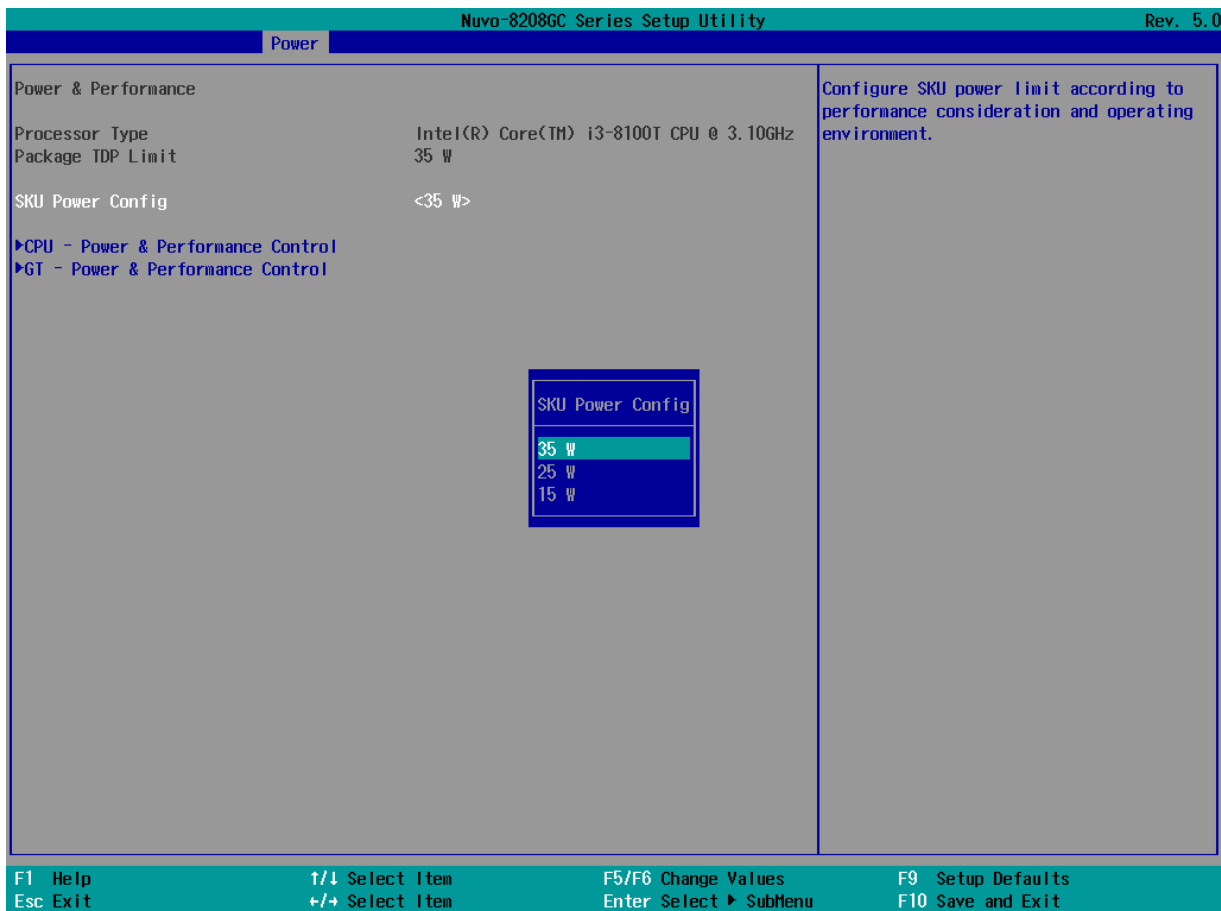 Nuvo-8208GC Series Setup Utility Rev. 5.0
Power
Power & Performance
Processor Type Intel(R) Core(TM) i3-8100T CPU @ 3.10GHz
Package TDP Limit 35 W
SKU Power Config <35 W>
►CPU - Power & Performance Control
►GT - Power & Performance Control
Configure SKU power limit according to
performance consideration and operating
environment.
SKU Power Config
35 W
25 W
15 W
F1 Help ↑/↓ Select Item F5/F6 Change Values F9 Setup Defaults
Esc Exit ←/→ Select Item Enter Select ► SubMenu F10 Save and Exit